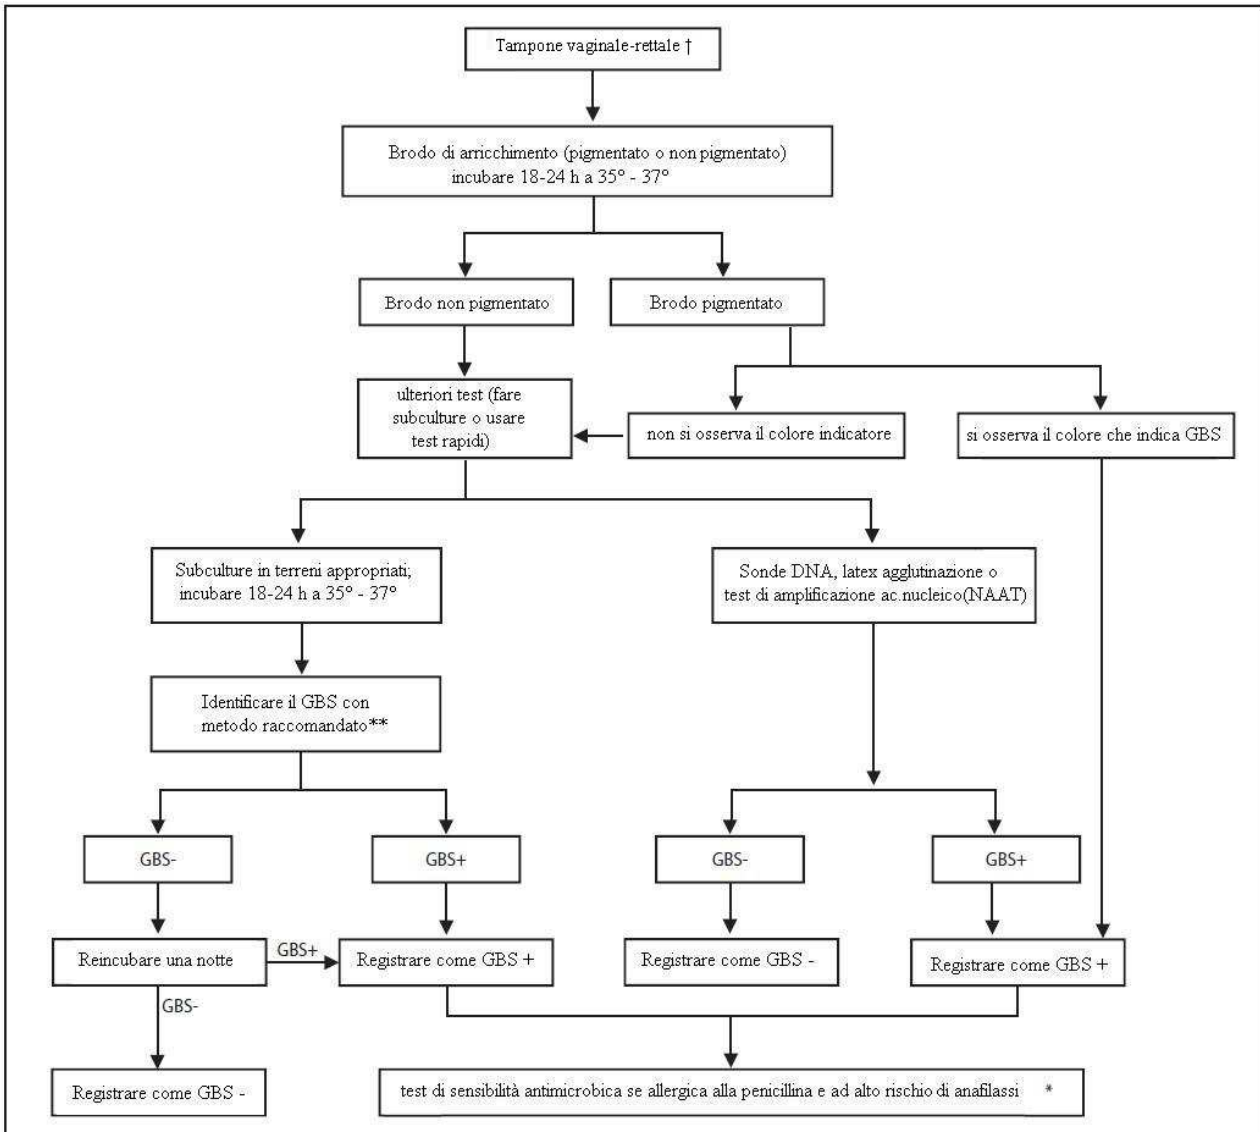 Tampone vaginale-rettale †
Brodo di arricchimento (pigmentato o non pigmentato)
incubare 18-24 h a 35° - 37°
Brodo non pigmentato
Brodo pigmentato
ulteriori test (fare
subculture o usare
test rapidi)
non si osserva il colore indicatore
si osserva il colore che indica GBS
Subculture in terreni appropriati;
incubare 18-24 h a 35° - 37°
Sonde DNA, latex agglutinazione o
test di amplificazione ac.nucleico(NAAT)
Identificare il GBS con
metodo raccomandato**
GBS-
GBS+
GBS-
GBS+
Reincubare una notte
GBS+
Registrare come GBS +
Registrare come GBS -
Registrare come GBS +
GBS-
Registrare come GBS -
test di sensibilità antimicrobica se allergica alla penicillina e ad alto rischio di anafilassi *